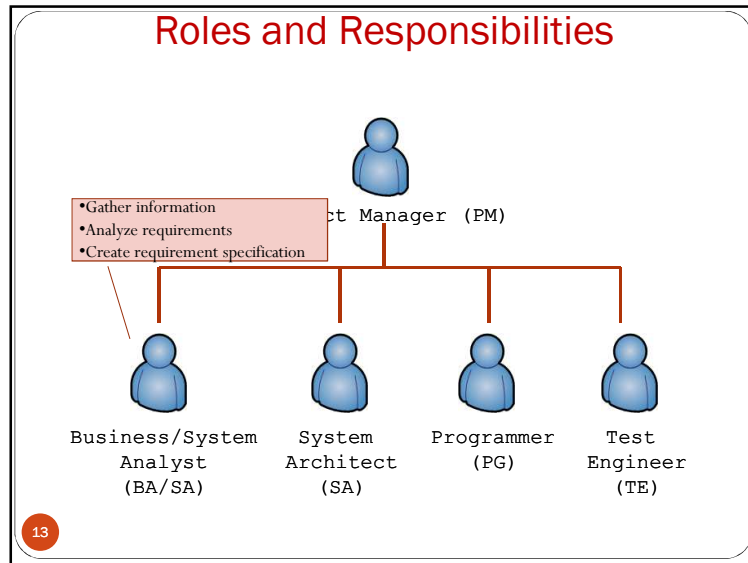 Roles and Responsibilities
•Gather information
•Analyze requirements
•Create requirement specification
ct Manager (PM)
Business/System
Analyst
(BA/SA)
System
Architect
(SA)
Programmer
(PG)
Test
Engineer
(TE)
13